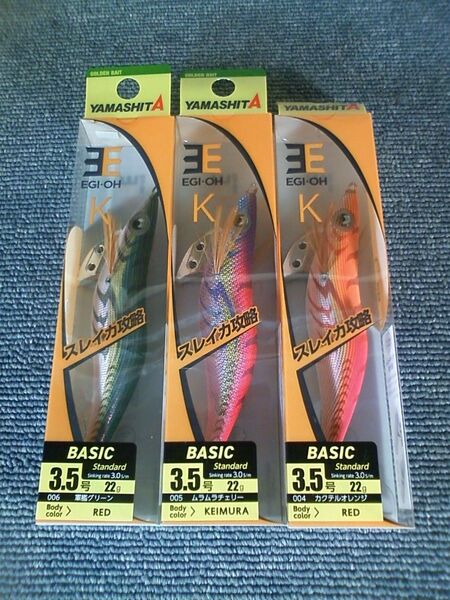 GOLDEN BAIT
YAMASHITA
EGI-OH
K
スレイカ攻略
BASIC
Standard
3.5号
Sinking rate 3.0s/m
22g
006 軍艦グリーン
Body color > RED
GOLDEN BAIT
YAMASHITA
EGI-OH
K
スレイカ攻略
BASIC
Standard
3.5号
Sinking rate 3.0s/m
22g
005 ムラムラチェリー
Body color > KEIMURA
YAMASHITA
EGI-OH
K
スレイカ攻略
BASIC
Standard
3.5号
Sinking rate 3.0s/m
22g
004 カクテルオレンジ
Body color > RED